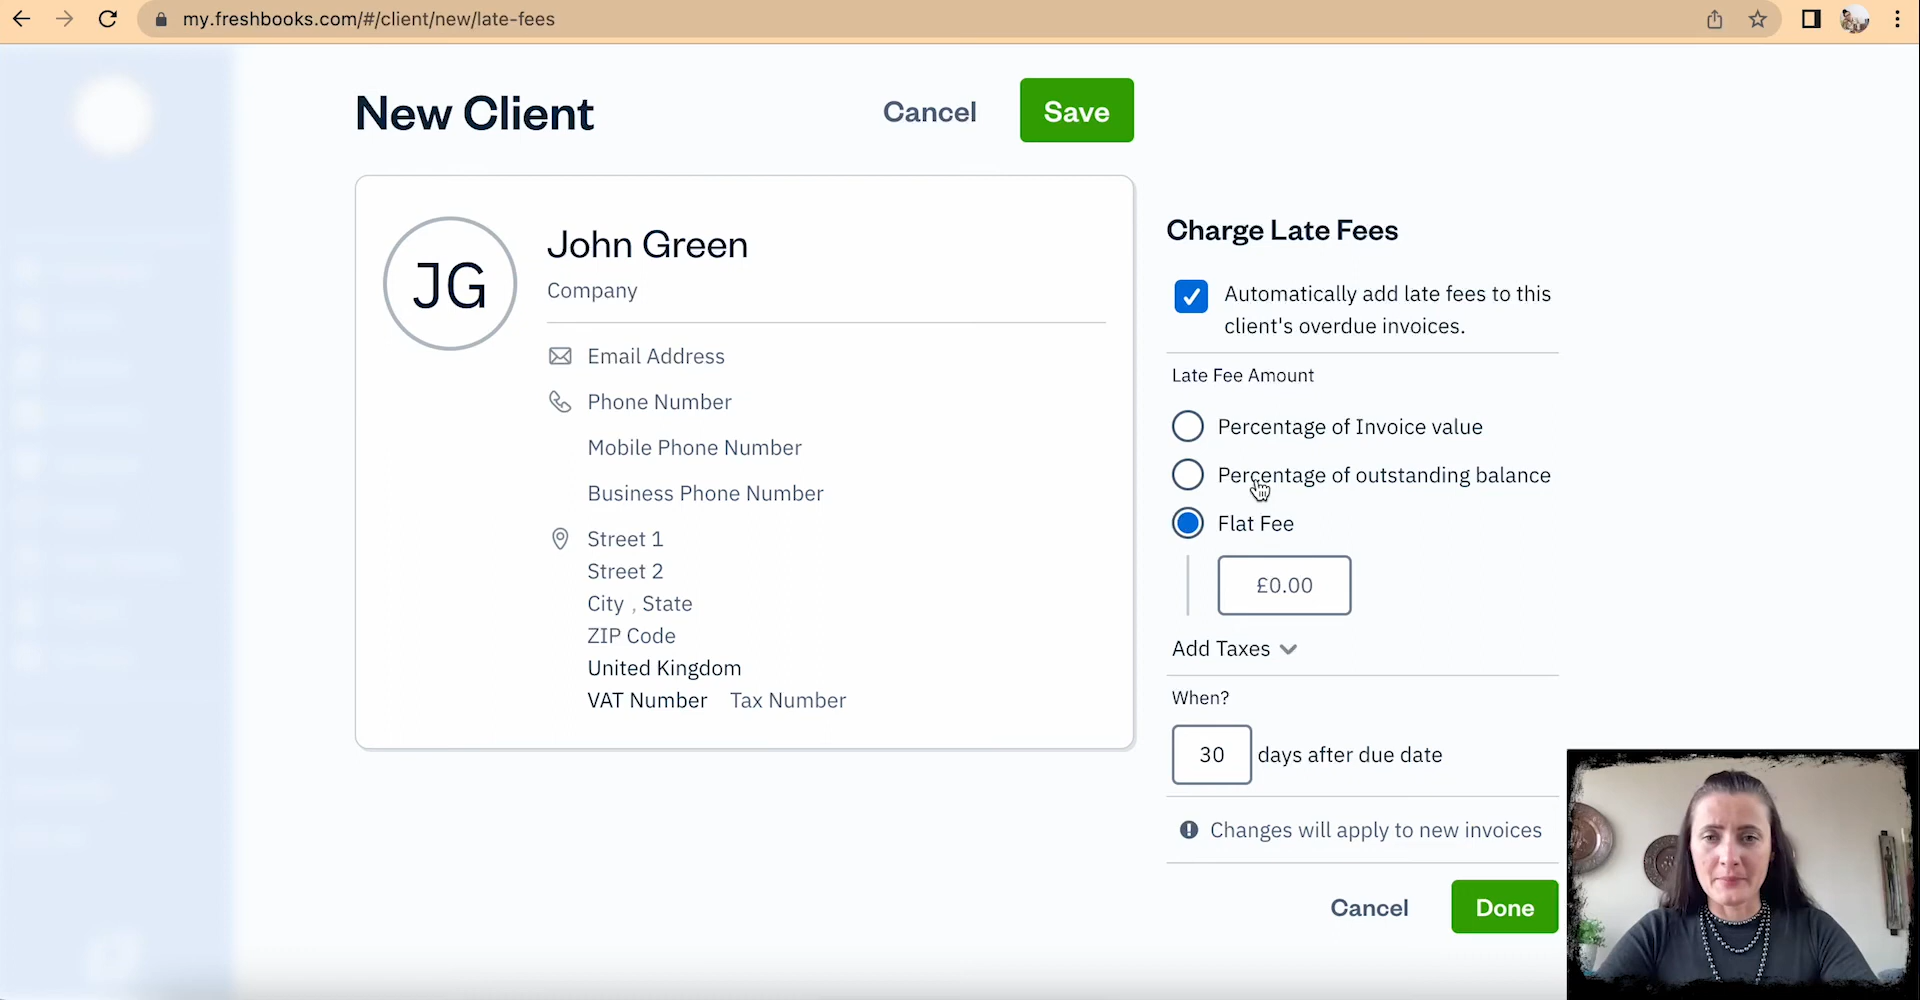 my.freshbooks.com/#/client/new/late-fees
New Client
Cancel
Save
JG
John Green
Company
Email Address
Phone Number
Mobile Phone Number
Business Phone Number
Street 1
Street 2
City , State
ZIP Code
United Kingdom
VAT Number Tax Number
Charge Late Fees
Automatically add late fees to this
client's overdue invoices.
Late Fee Amount
Percentage of Invoice value
Percentage of outstanding balance
Flat Fee
£0.00
Add Taxes
When?
30 days after due date
Changes will apply to new invoices
Cancel
Done